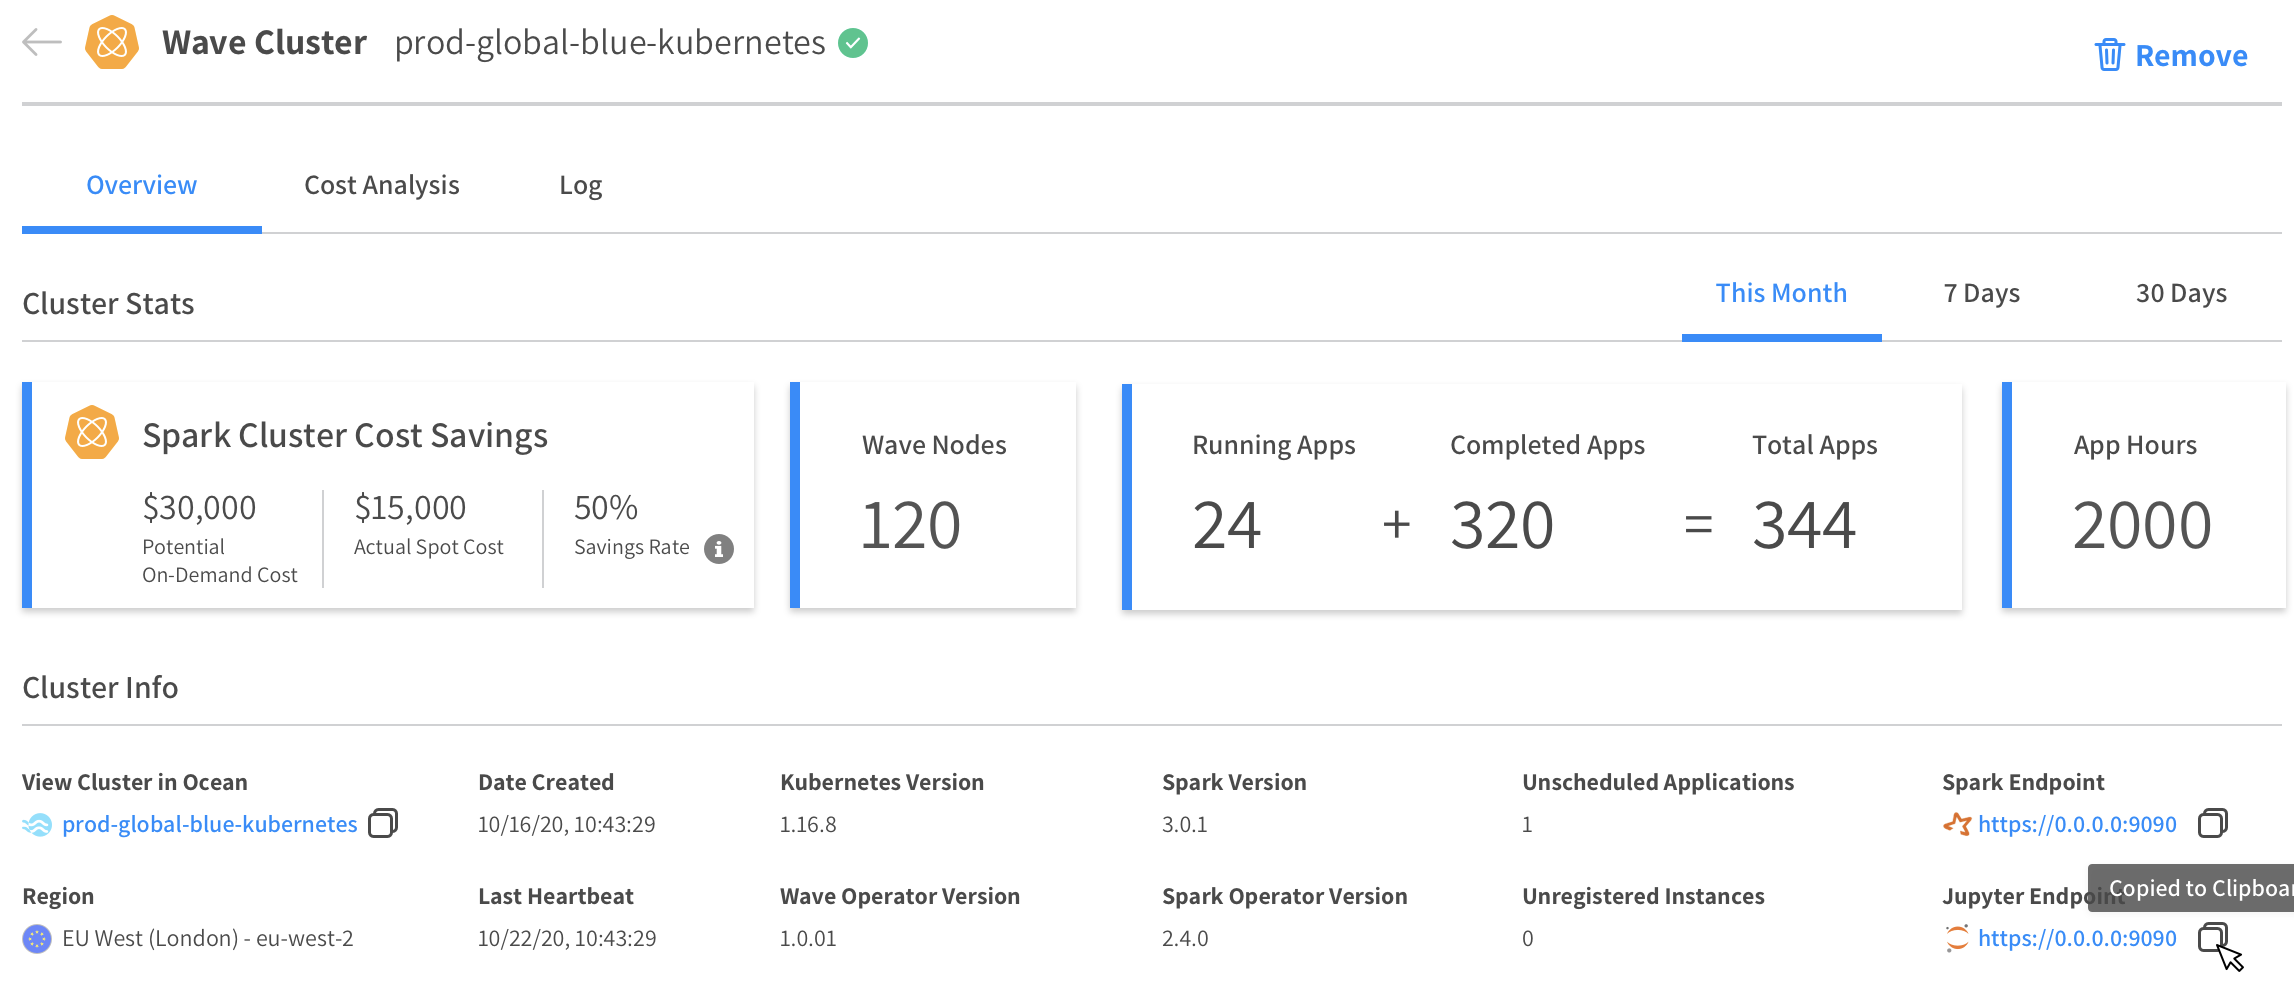 Wave Cluster prod-global-blue-kubernetes
Remove
Overview Cost Analysis Log
Cluster Stats
This Month 7 Days 30 Days
Spark Cluster Cost Savings
$30,000
Potential
On-Demand Cost
$15,000
Actual Spot Cost
50%
Savings Rate
Wave Nodes
120
Running Apps Completed Apps Total Apps
24 + 320 = 344
App Hours
2000
Cluster Info
View Cluster in Ocean
prod-global-blue-kubernetes
Date Created
10/16/20, 10:43:29
Kubernetes Version
1.16.8
Spark Version
3.0.1
Unscheduled Applications
1
Spark Endpoint
https://0.0.0.0:9090
Region
EU West (London) - eu-west-2
Last Heartbeat
10/22/20, 10:43:29
Wave Operator Version
1.0.01
Spark Operator Version
2.4.0
Unregistered Instances
0
Copied to Clipboar
Jupyter Endpoint
https://0.0.0.0:9090